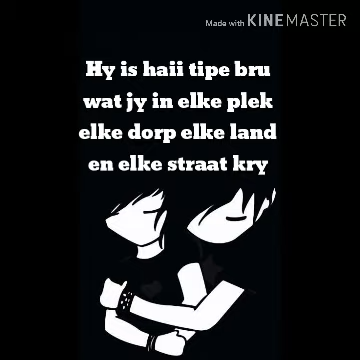 Made with KINEMASTER
Hy is haii tipe bru
wat jy in elke plek
elke dorp elke land
en elke straat kry